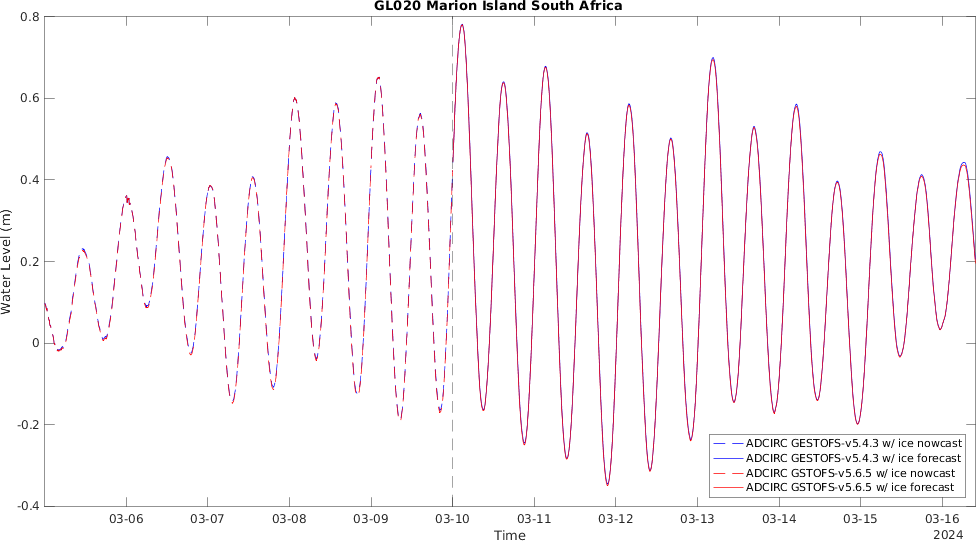 GL020 Marion Island South Africa
Water Level (m)
0.8
0.6
0.4
0.2
0
-0.2
-0.4
ADCIRC GESTOFS-v5.4.3 w/ ice nowcast
ADCIRC GESTOFS-v5.4.3 w/ ice forecast
ADCIRC GSTOFS-v5.6.5 w/ ice nowcast
ADCIRC GSTOFS-v5.6.5 w/ ice forecast
03-06 03-07 03-08 03-09 03-10 03-11 03-12 03-13 03-14 03-15 03-16
Time
2024